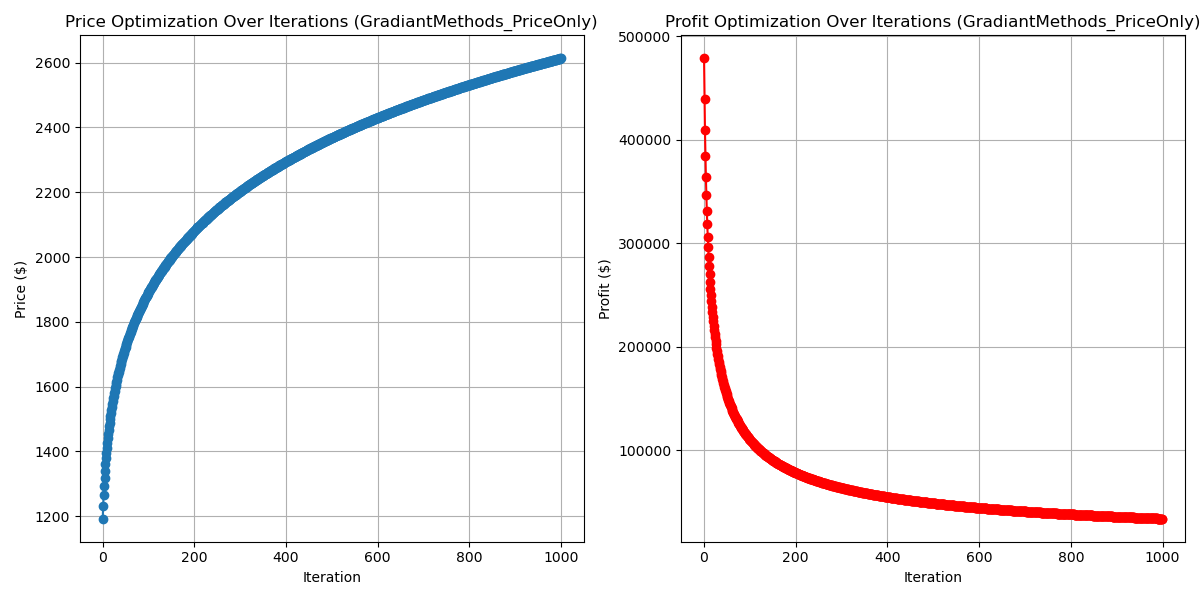 Price Optimization Over Iterations (GradiantMethods_PriceOnly)
Price ($)
2600
2400
2200
2000
1800
1600
1400
1200
0 200 400 600 800 1000
Iteration
Profit Optimization Over Iterations (GradiantMethods_PriceOnly)
Profit ($)
500000
400000
300000
200000
100000
0 200 400 600 800 1000
Iteration